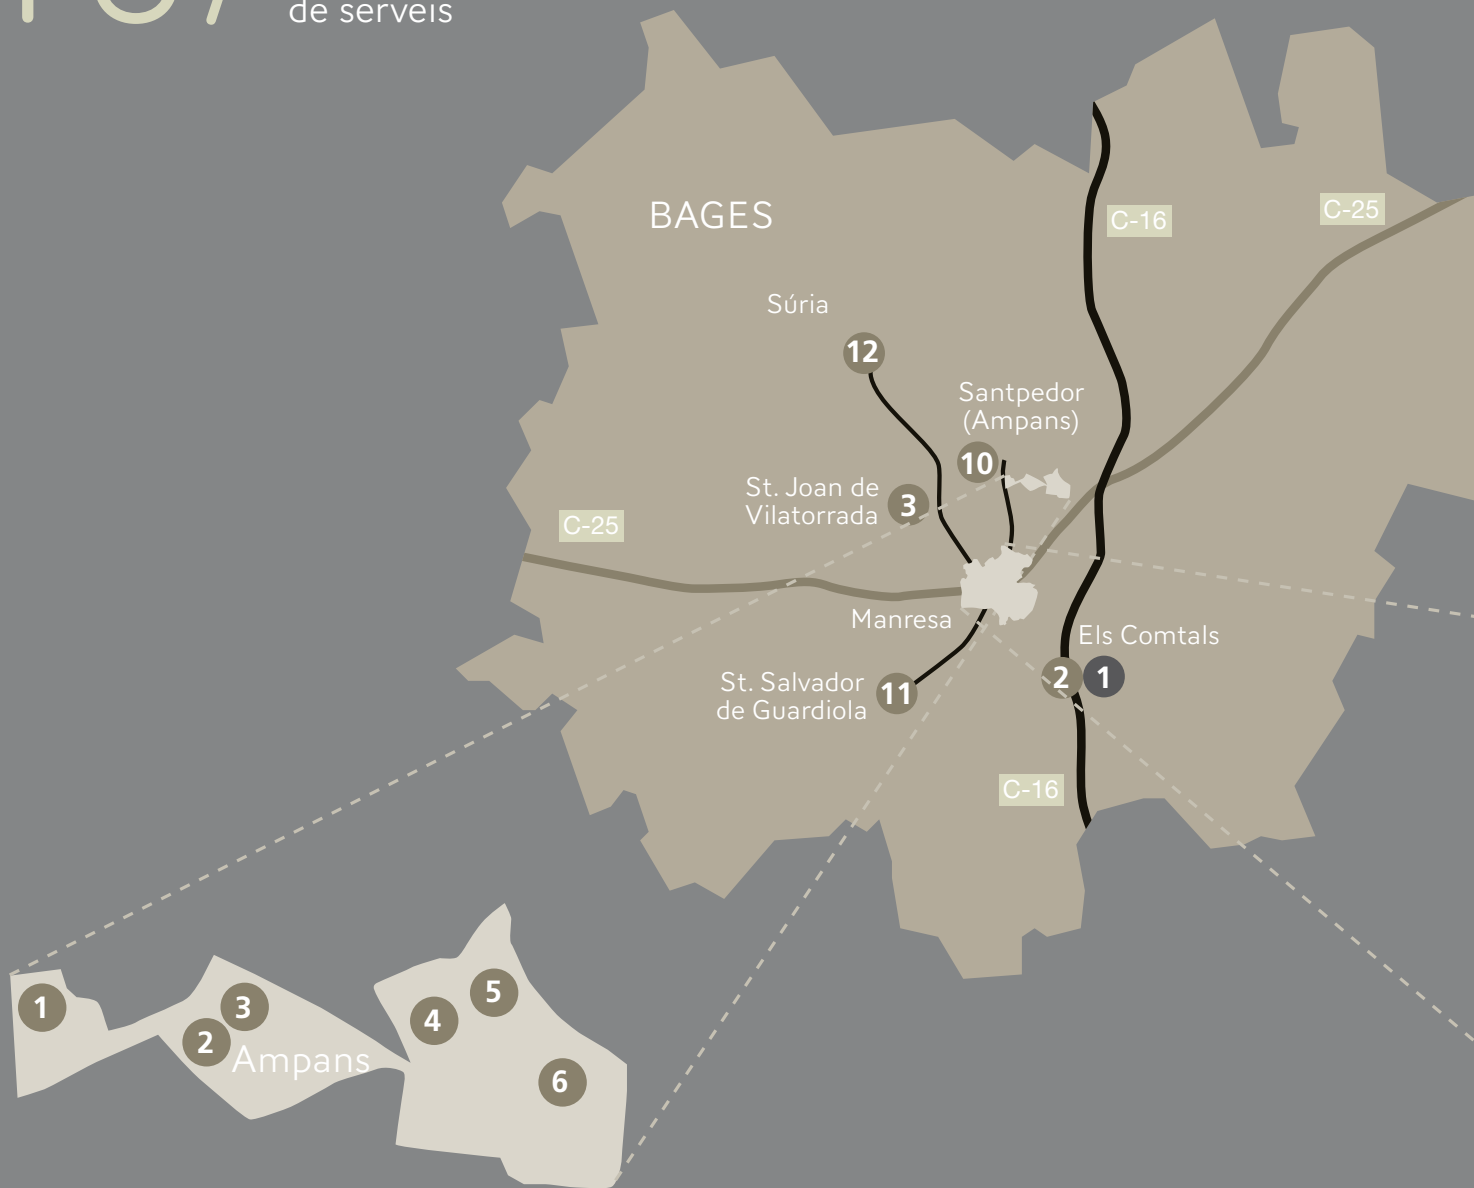 de serveis
BAGES
C-16
C-25
Súria
12
Santpedor
(Ampans)
10
St. Joan de
Vilatorrada
3
C-25
Manresa
Els Comtals
2
1
St. Salvador
de Guardiola
11
C-16
1
3
2
Ampans
4
5
6